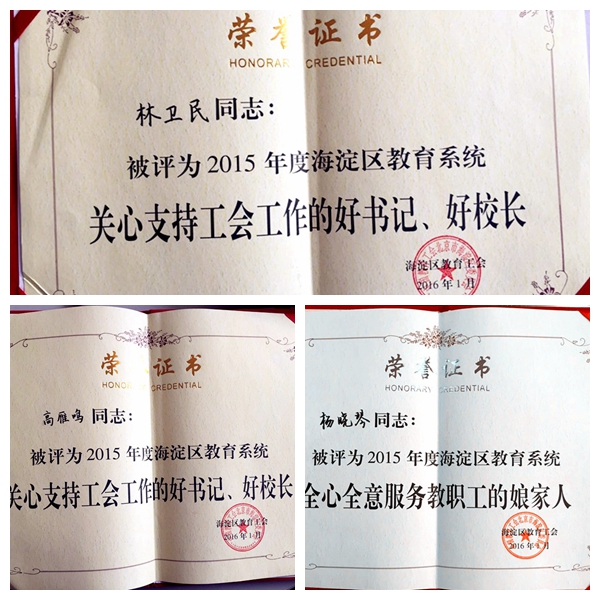 荣誉证书
HONORARY CREDENTIAL
林卫民同志：
被评为2015年度海淀区教育系统
关心支持工会工作的好书记、好校长
海淀区教育工会
2016年1月
荣 证书
HONOR CREDENTIAL
高雁鸣同志：
被评为2015年度海淀区教育系统
关心支持工会工作的好书记、好校长
海淀区教育工会
2016年1月
荣誉证书
HONORARY CREDENTIAL
杨晓琴同志：
被评为2015年度海淀区教育系统
全心全意服务教职工的娘家人
海淀区教育工会
2016年1月